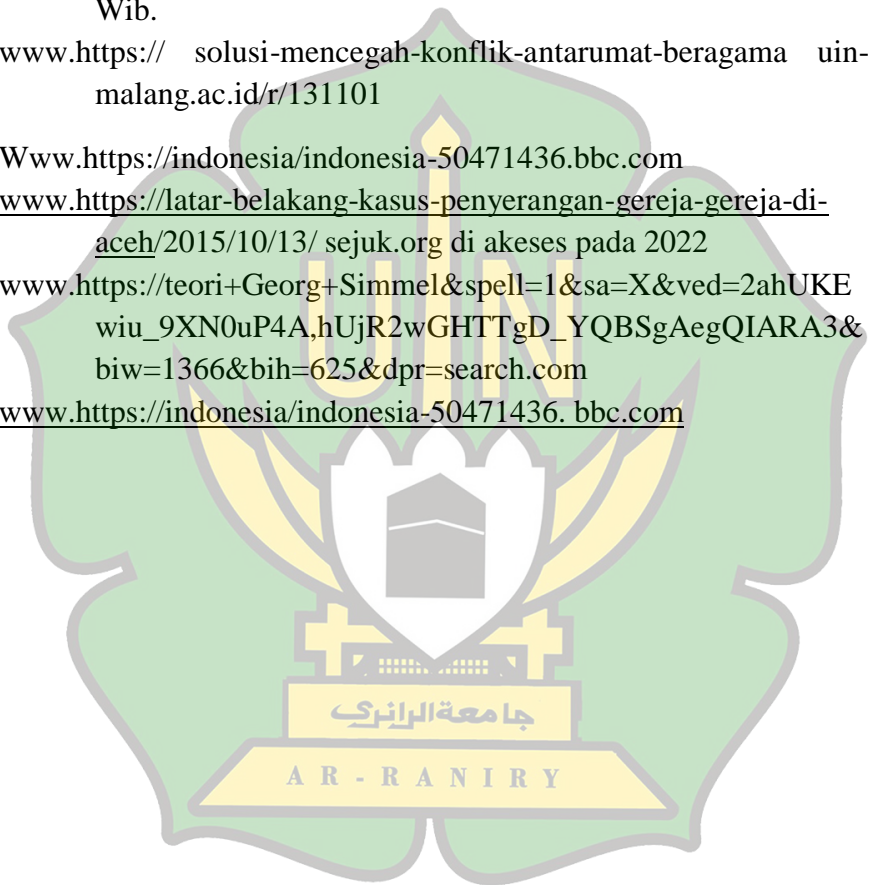 Wib.
www.https:// solusi-mencegah-konflik-antarumat-beragama uin-
malang.ac.id/r/131101
Www.https://indonesia/indonesia-50471436.bbc.com
www.https://latar-belakang-kasus-penyerangan-gereja-gereja-di-
aceh/2015/10/13/ sejuk.org di akeses pada 2022
www.https://teori+Georg+Simmel&spell=1&sa=X&ved=2ahUKE
wiu_9XN0uP4A,hUjR2wGHTTgD_YQBSgAegQIARA3&
biw=1366&bih=625&dpr=search.com
www.https://indonesia/indonesia-50471436. bbc.com
UIN
جامعةالرانري
AR-RANIRY